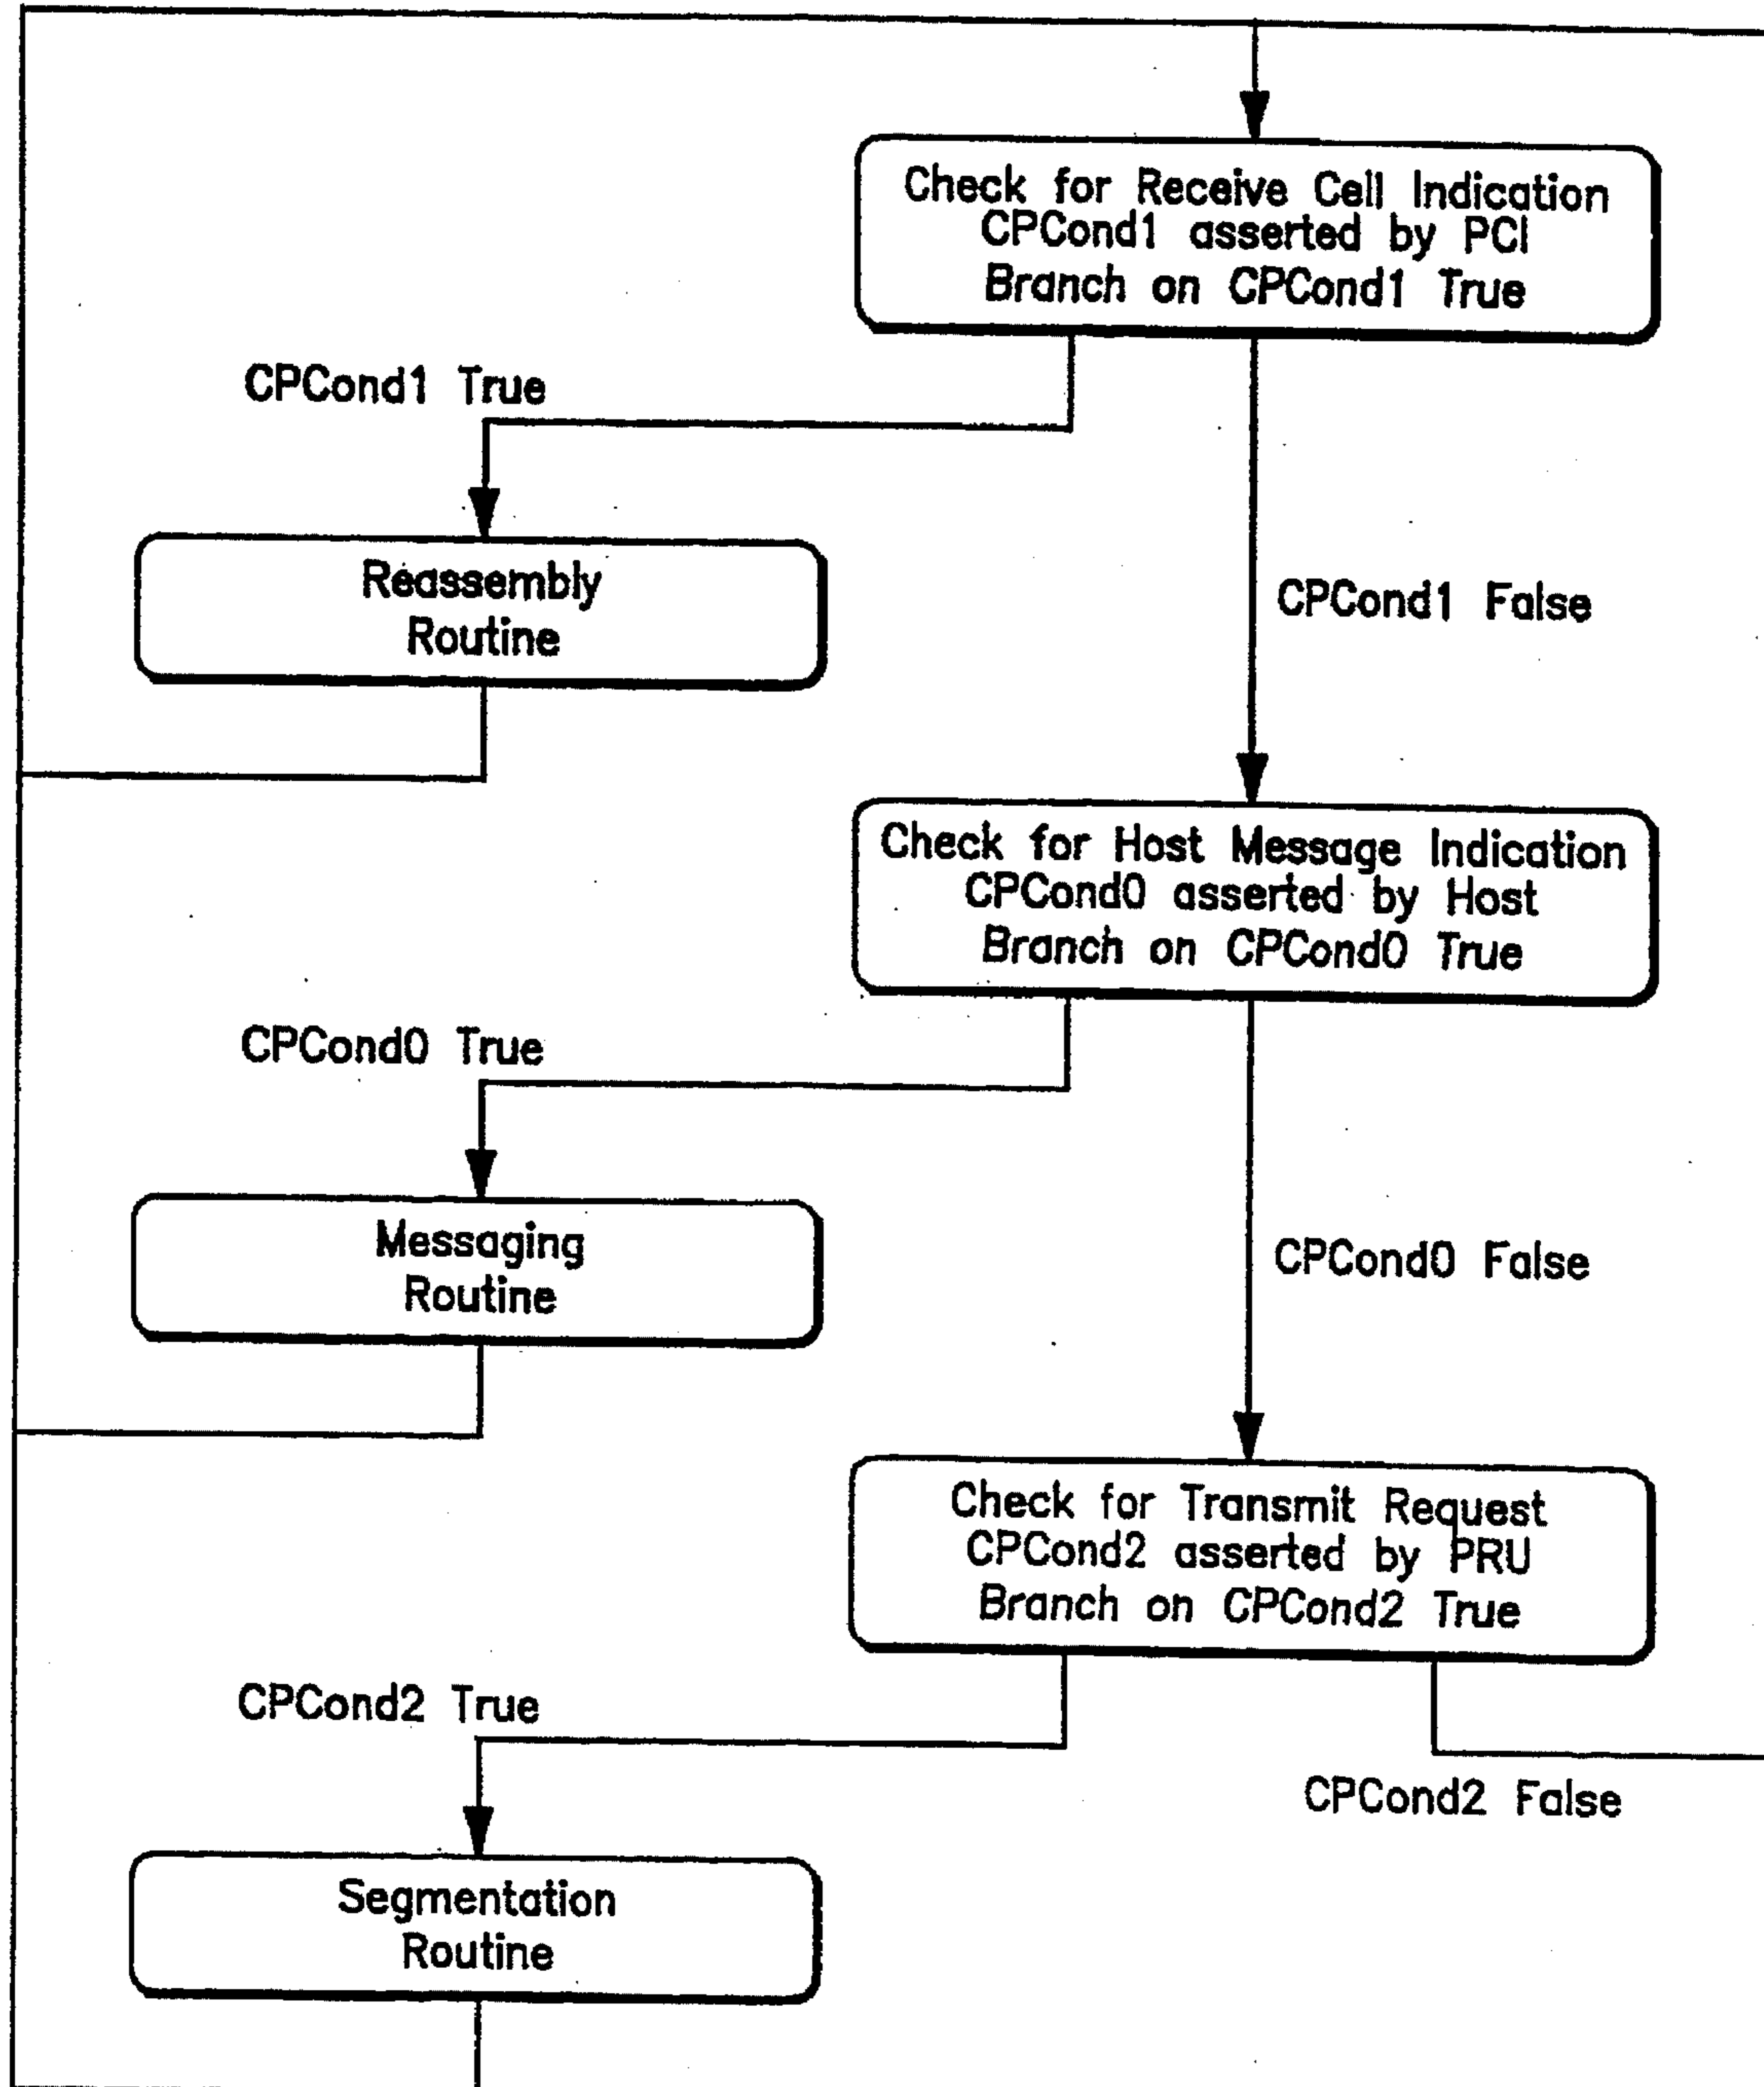 Check for Receive Cell Indication
CPCond1 asserted by PCI
Branch on CPCond1 True
CPCond1 True
Reassembly
Routine
CPCond1 False
Check for Host Message Indication
CPCond0 asserted by Host
Branch on CPCond0 True
CPCond0 True
Messaging
Routine
CPCond0 False
Check for Transmit Request
CPCond2 asserted by PRU
Branch on CPCond2 True
CPCond2 True
CPCond2 False
Segmentation
Routine